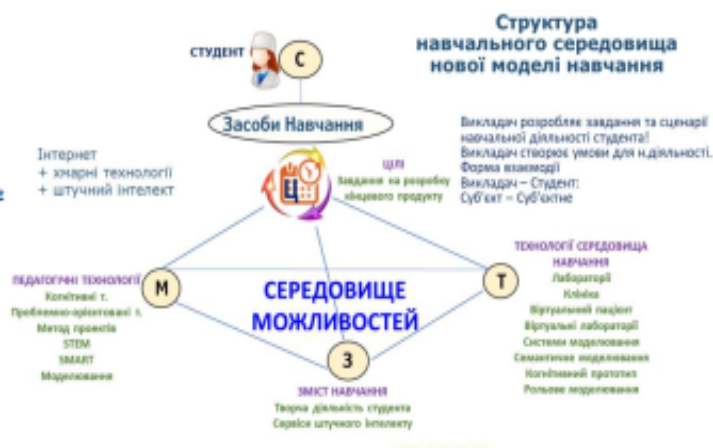 Структура
навчального середовища
нової моделі навчання
СТУДЕНТ
С
Засоби Навчання
Інтернет
+ хмарні технології
+ штучний інтелект
Викладач розробляє завдання та сценарії
навчальної діяльності студента!
Викладач створює умови для н.діяльності.
Форма взаємодії
Викладач – Студент:
Суб'єкт – Суб'єктне
Ц
ЦІЛІ
Завдання на розробку
кінцевого продукту
ПЕДАГОГІЧНІ ТЕХНОЛОГІЇ
Когнітивні т.
Проблемно-орієнтовані т.
Метод проектів
STEM
SMART
Моделювання
М
СЕРЕДОВИЩЕ
МОЖЛИВОСТЕЙ
Т
ТЕХНОЛОГІЇ СЕРЕДОВИЩА
НАВЧАННЯ
Лабораторії
Клініка
Віртуальний пацієнт
Віртуальні лабораторії
Системи моделювання
Семантичне моделювання
Когнітивний прототип
Рольове моделювання
З
ЗМІСТ НАВЧАННЯ
Творча діяльність студента
Сервіси штучного інтелекту